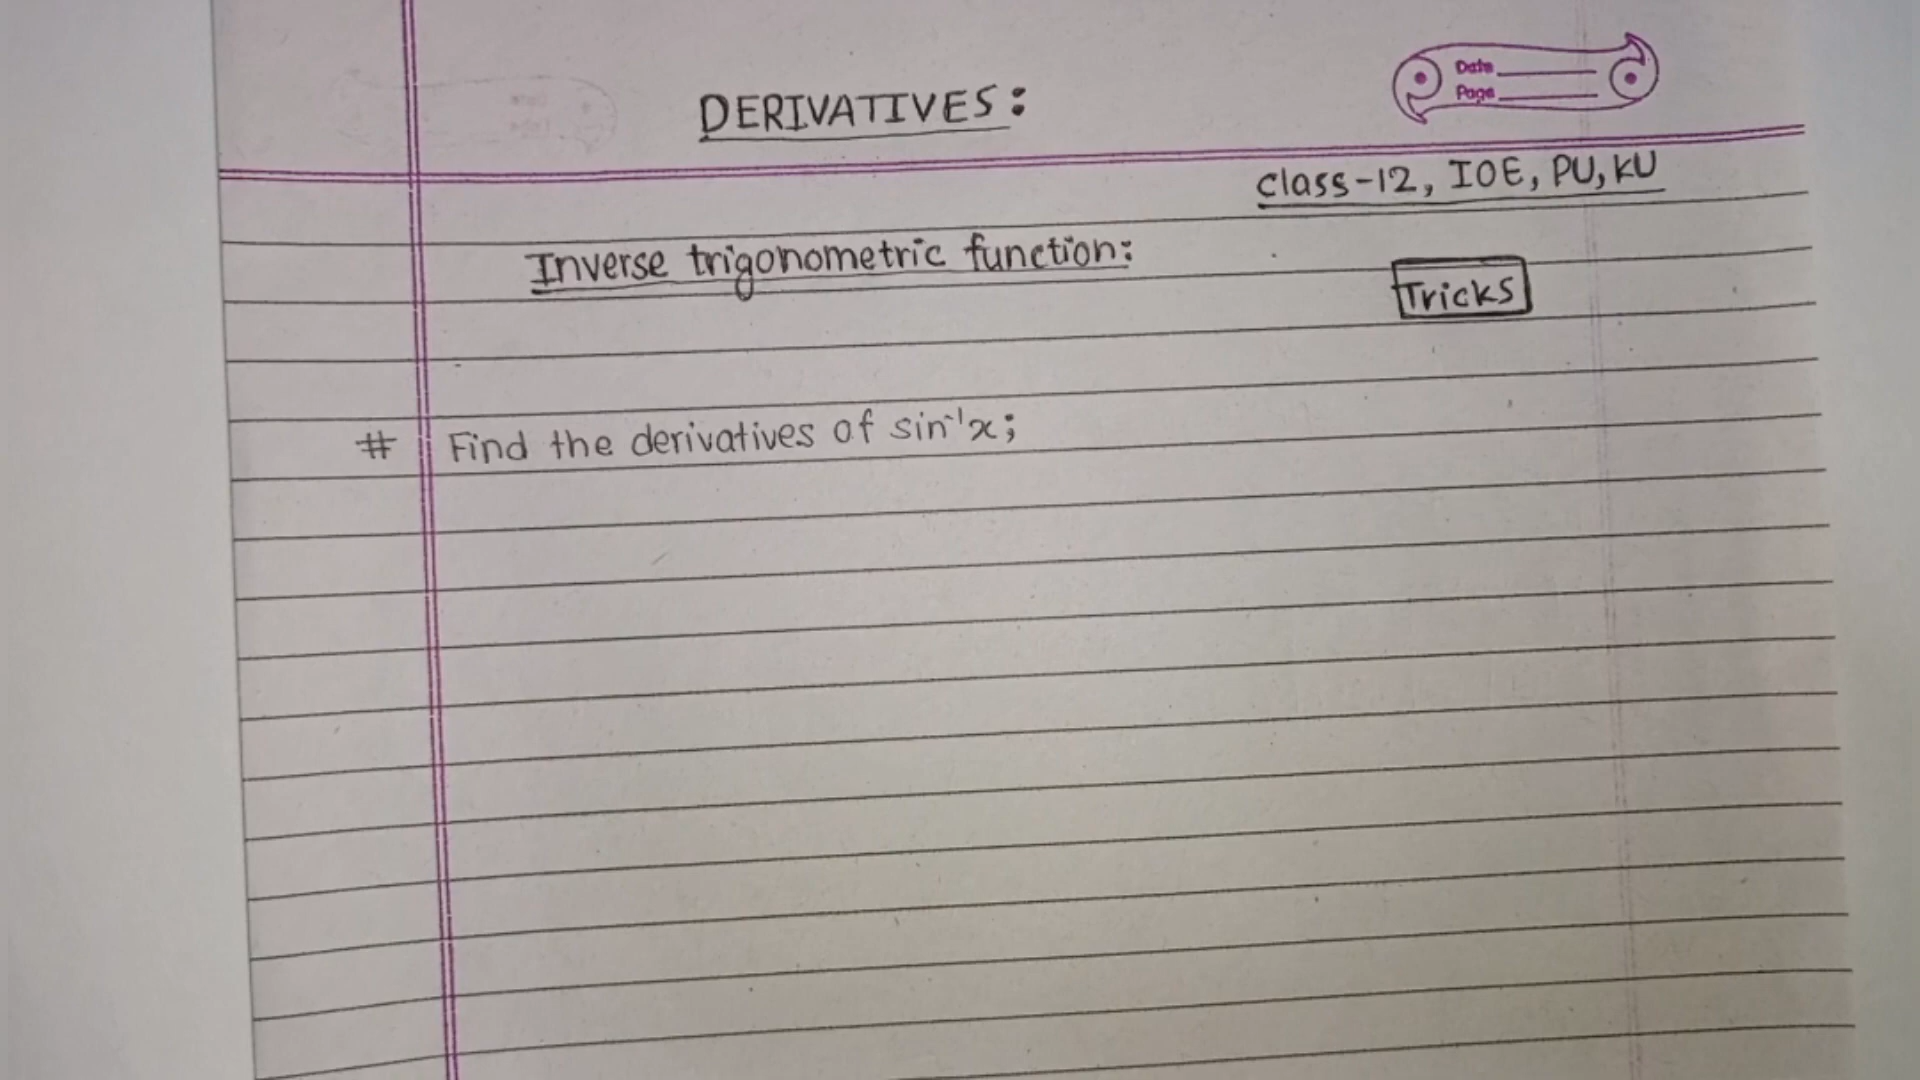 DERIVATIVES:
Date
Page
class-12, IOE, PU, KU
Inverse trigonometric function:
Tricks
# Find the derivatives of sin⁻¹x;